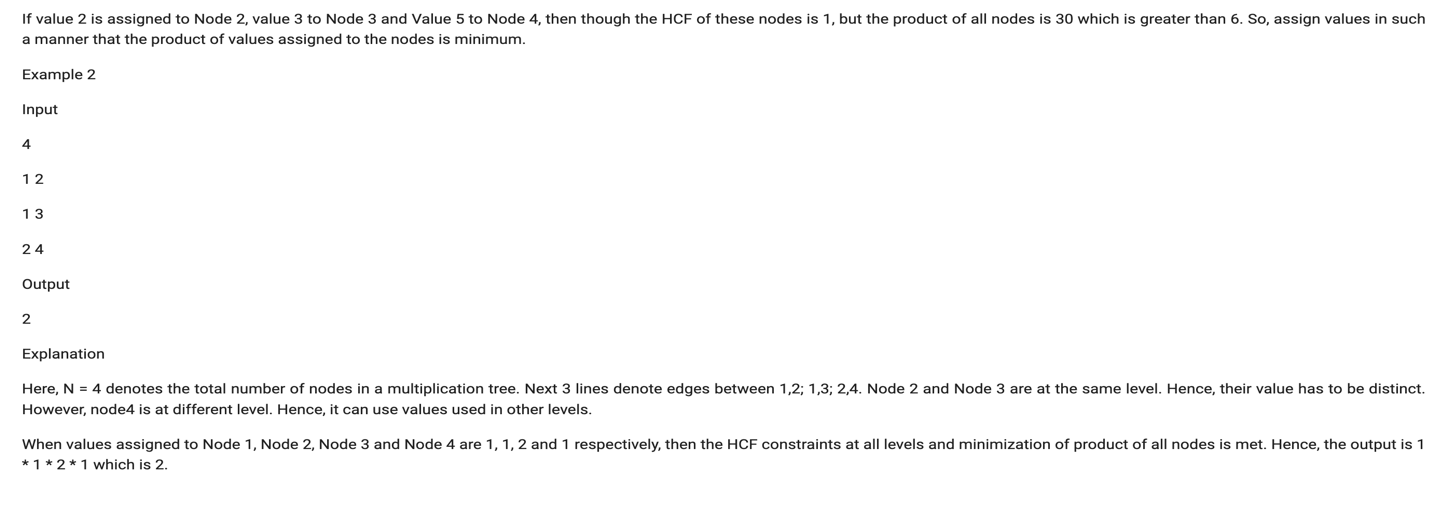 If value 2 is assigned to Node 2, value 3 to Node 3 and Value 5 to Node 4, then though the HCF of these nodes is 1, but the product of all nodes is 30 which is greater than 6. So, assign values in such
a manner that the product of values assigned to the nodes is minimum.
Example 2
Input
4
1 2
1 3
2 4
Output
2
Explanation
Here, N = 4 denotes the total number of nodes in a multiplication tree. Next 3 lines denote edges between 1,2; 1,3; 2,4. Node 2 and Node 3 are at the same level. Hence, their value has to be distinct.
However, node4 is at different level. Hence, it can use values used in other levels.
When values assigned to Node 1, Node 2, Node 3 and Node 4 are 1, 1, 2 and 1 respectively, then the HCF constraints at all levels and minimization of product of all nodes is met. Hence, the output is 1
* 1 * 2 * 1 which is 2.